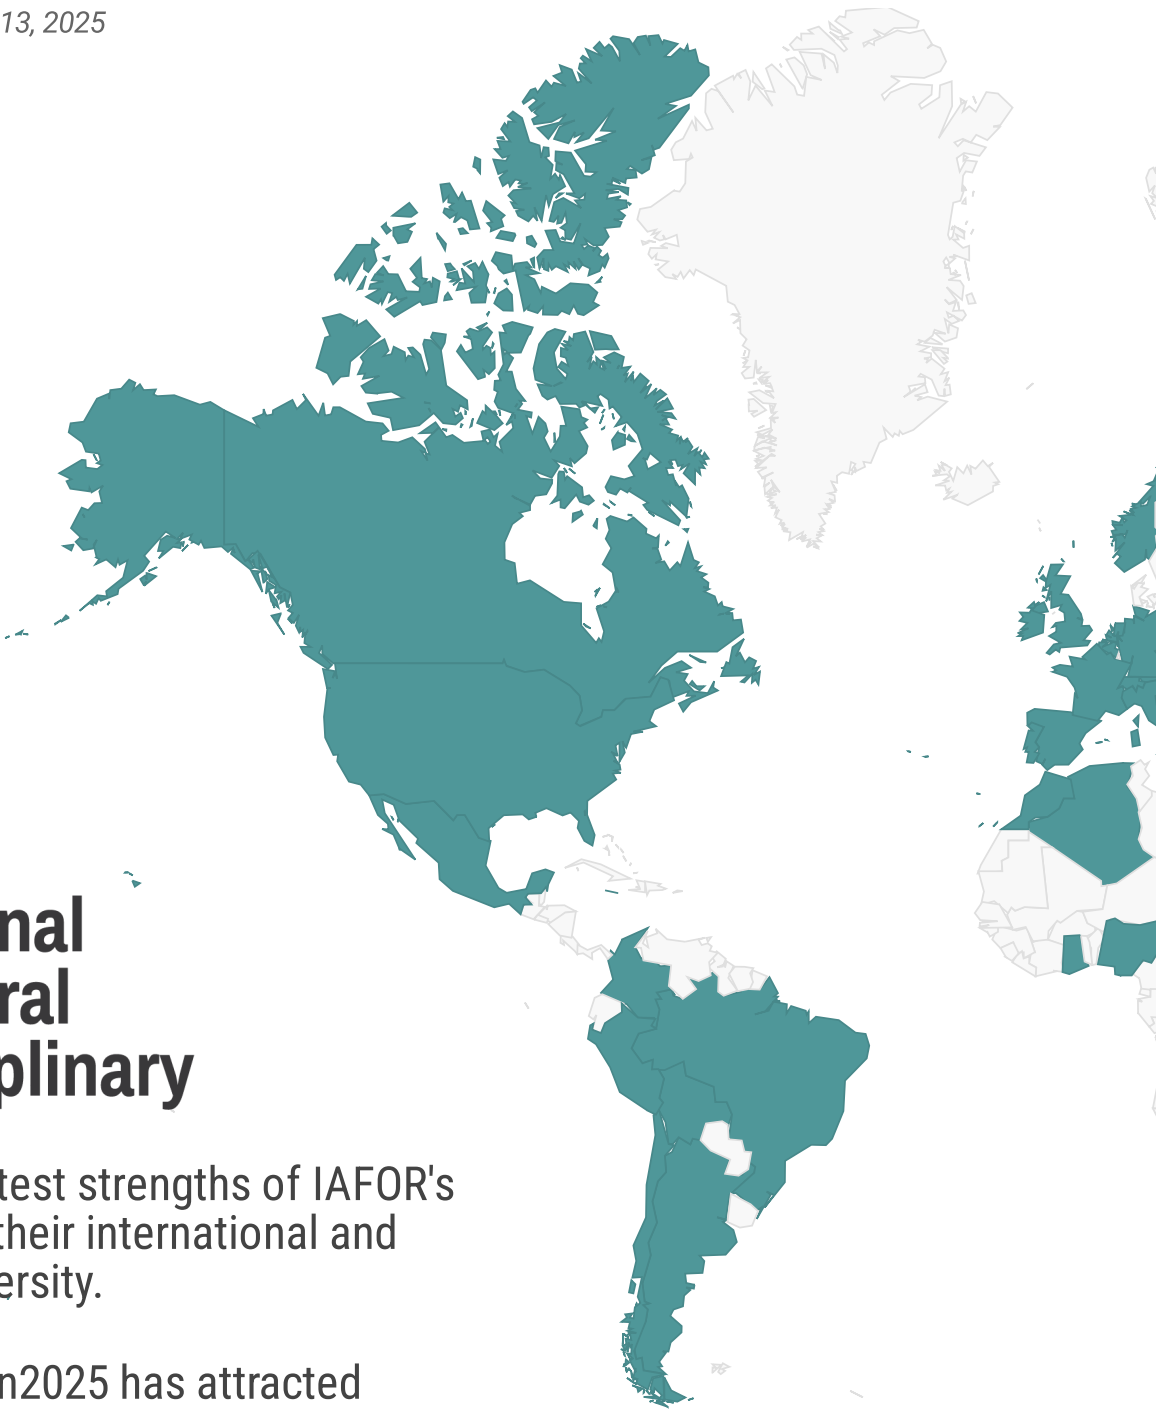 13, 2025
nal
ral
plinary
test strengths of IAFOR's
their international and
ersity.
n2025 has attracted